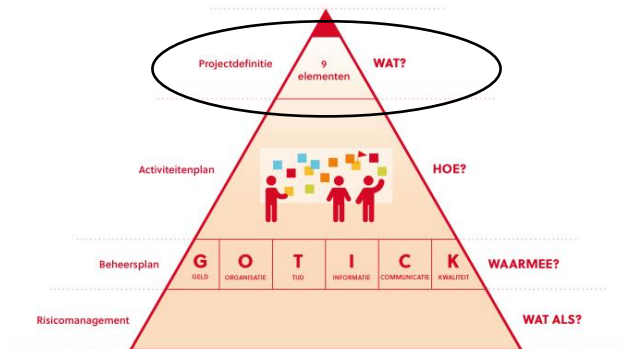 Projectdefinitie
9
elementen
WAT?
Activiteitenplan
HOE?
Beheersplan
G O T I C K
GELD ORGANISATIE TIJD INFORMATIE COMMUNICATIE KWALITEIT
WAARMEE?
Risicomanagement
WAT ALS?